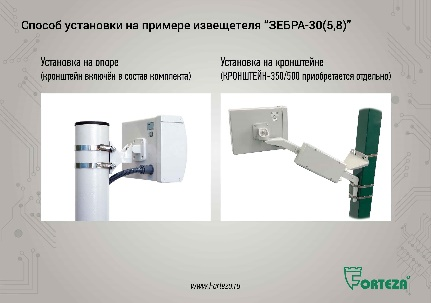 Способ установки на примере извещетеля “ЗЕБРА-30(5,8)”
Установка на опоре
(кронштейн включён в состав комплекта)
Установка на кронштейне
(КРОНШТЕЙН-350/500 приобретается отдельно)
www.Forteza.ru
FORTEZA